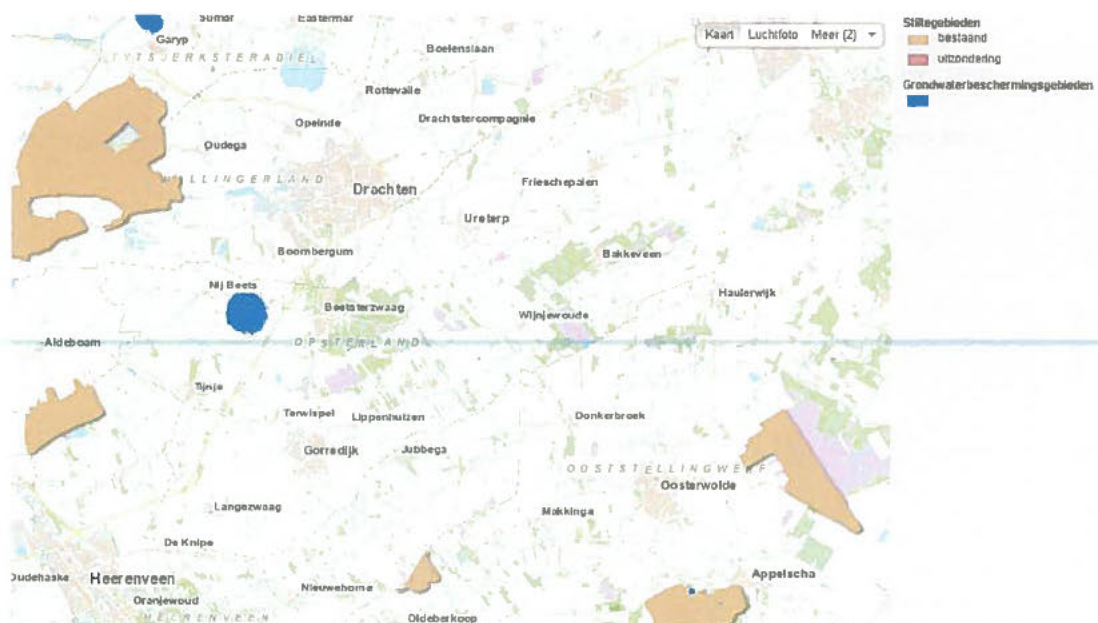 Sumar
Eastermar
Garyp
Boelenslaan
TYTSJERKSTERADIEL
Rottevalle
Opeinde
Drachtstercompagnie
Oudega
SMALLINGERLAND
Drachten
Frieschepalen
Ureterp
Boornbergum
Bakkeveen
Nij Beets
Haulerwijk
Beetsterzwaag
Wijnjewoude
Aldeboarn
OPSTERLAND
Tijnje
Terwispel
Lippenhuizen
Donkerbroek
Gorredijk
Jubbega
OOSTSTELLINGWERF
Oosterwolde
Langezwaag
Makkinga
De Knipe
Oudehaske
Heerenveen
Nieuwehorne
Appelscha
Oranjewoud
HEERENVEEN
Oldeberkoop
Kaart Luchtfoto Meer (2)
Stiltegebieden
bestaand
uitzondering
Grondwaterbeschermingsgebieden